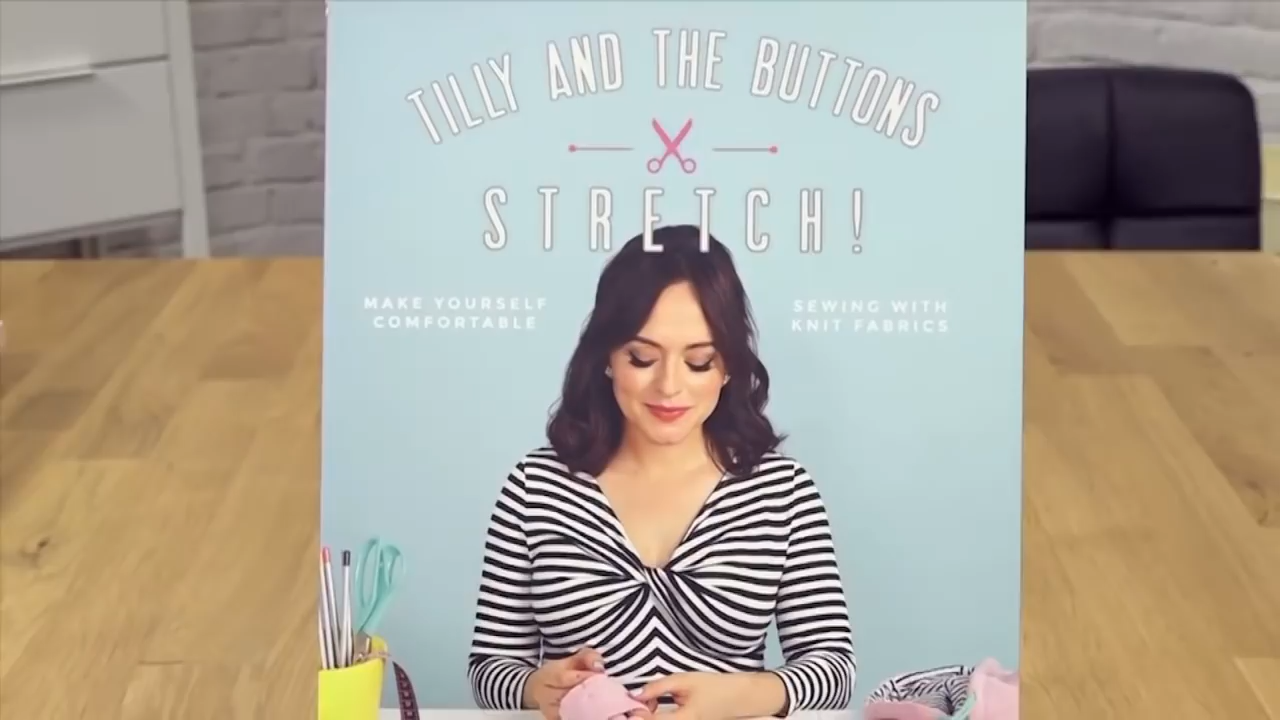 TILLY AND THE BUTTONS
STRETCH!
MAKE YOURSELF
COMFORTABLE
SEWING WITH
KNIT FABRICS